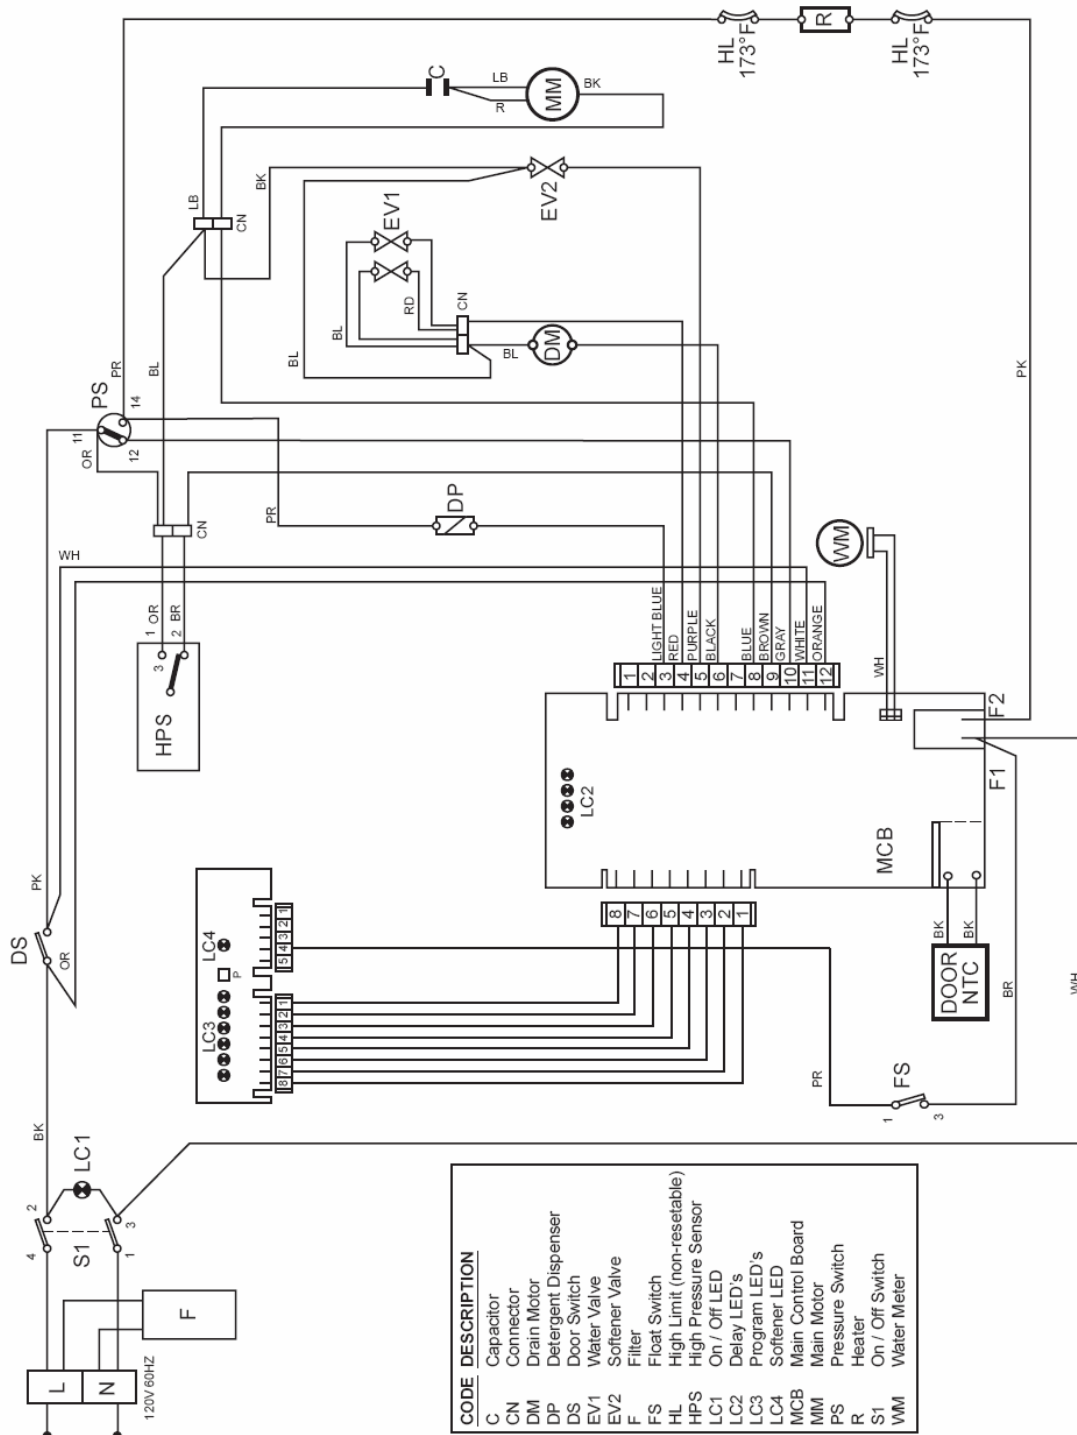 HL
173°F
R
HL
173°F
C
LB
R
MM
BK
LB
CN
BK
EV2
EV1
BL
RD
CN
BL
BL
DM
PR
BL
PS
14
11
12
OR
PR
DP
CN
WH
1
OR
2
BR
3
HPS
WM
PK
LIGHT BLUE
RED
PURPLE
BLACK
BLUE
BROWN
GRAY
WHITE
ORANGE
1
2
3
4
5
6
7
8
9
10
11
12
WH
F2
F1
LC2
MCB
8
7
6
5
4
3
2
1
BK
BK
DOOR
NTC
BR
WH
PK
DS
OR
LC4
P
LC3
5 4 3 2 1
8 7 6 5 4 3 2 1
PR
FS
1
3
BK
LC1
2
4
S1
3
1
F
L
N
120V 60HZ
CODE DESCRIPTION
C Capacitor
CN Connector
DM Drain Motor
DP Detergent Dispenser
DS Door Switch
EV1 Water Valve
EV2 Softener Valve
F Filter
FS Float Switch
HL High Limit (non-resetable)
HPS High Pressure Sensor
LC1 On / Off LED
LC2 Delay LED's
LC3 Program LED's
LC4 Softener LED
MCB Main Control Board
MM Main Motor
PS Pressure Switch
R Heater
S1 On / Off Switch
WM Water Meter